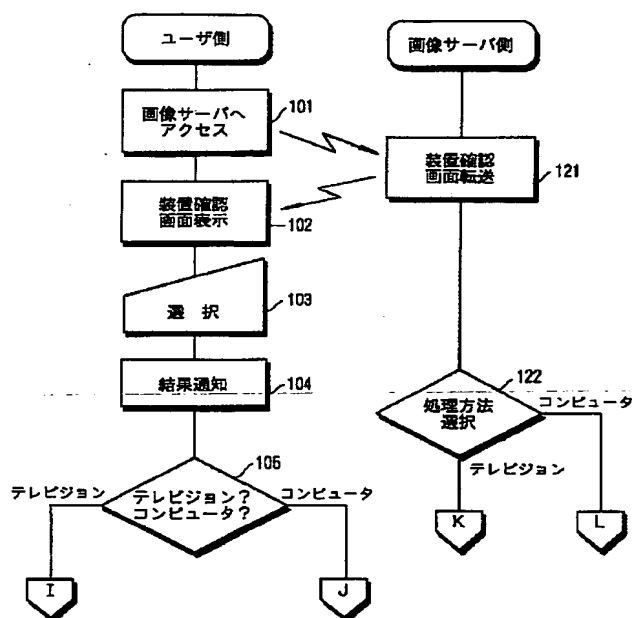 ユーザ側
画像サーバへ
アクセス
101
装置確認
画面表示
102
選 択
103
結果通知
104
テレビジョン?
コンピュータ?
105
テレビジョン
コンピュータ
I
J
画像サーバ側
装置確認
画面転送
121
処理方法
選択
122
コンピュータ
テレビジョン
K
L